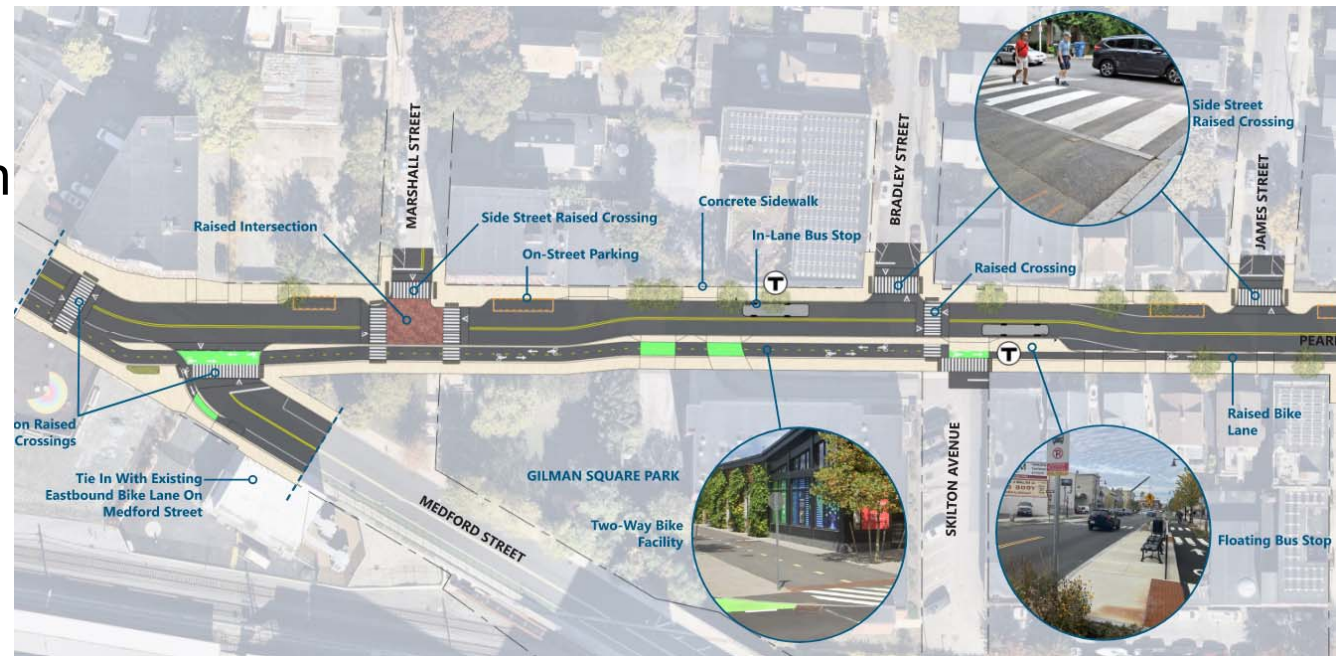 n
MARSHALL STREET
BRADLEY STREET
JAMES STREET
Side Street
Raised Crossing
Raised Intersection
Side Street Raised Crossing
On-Street Parking
Concrete Sidewalk
In-Lane Bus Stop
Raised Crossing
T
T
PEARL
on Raised
Crossings
Tie In With Existing
Eastbound Bike Lane On
Medford Street
MEDFORD STREET
GILMAN SQUARE PARK
Two-Way Bike
Facility
SKILTON AVENUE
Raised Bike
Lane
Floating Bus Stop